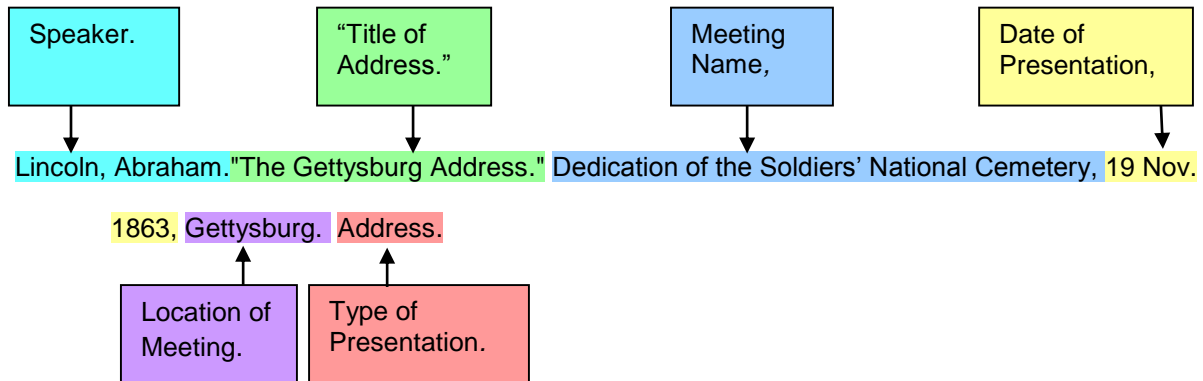 Speaker.
“Title of
Address.”
Meeting
Name,
Date of
Presentation,
Lincoln, Abraham."The Gettysburg Address." Dedication of the Soldiers’ National Cemetery, 19 Nov.
1863, Gettysburg. Address.
Location of
Meeting.
Type of
Presentation.